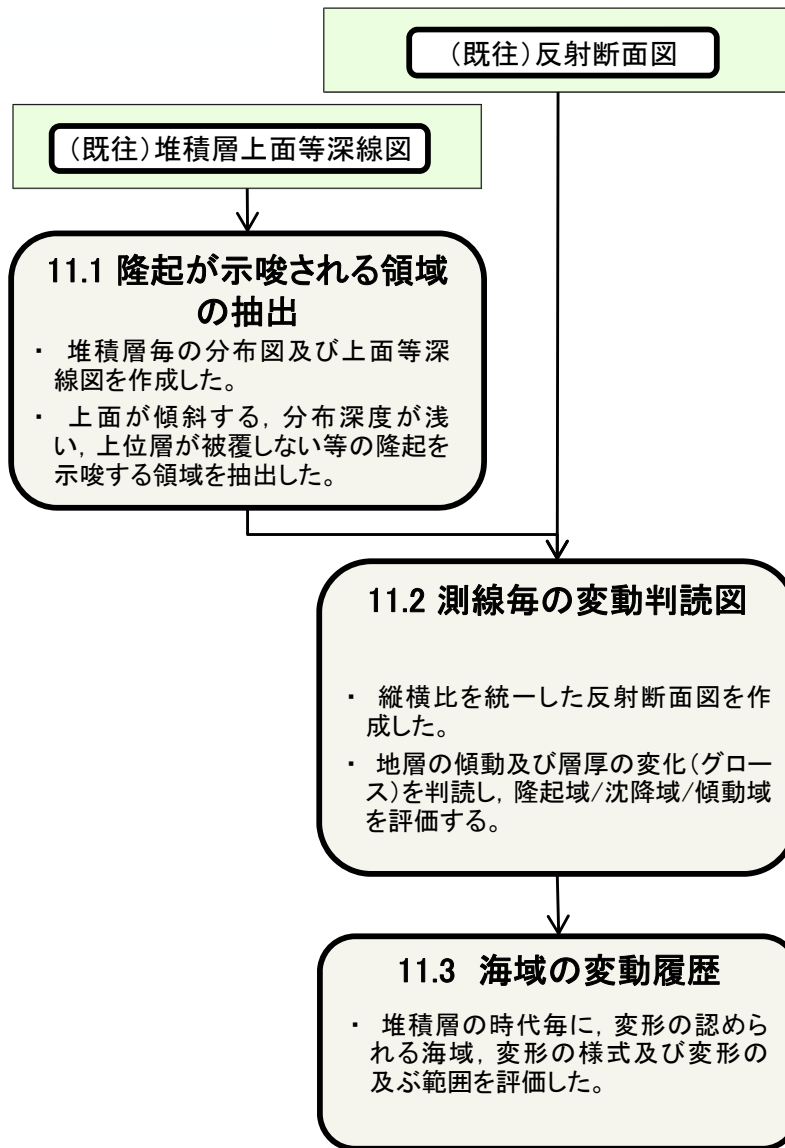 (既往)反射断面図
(既往)堆積層上面等深線図
11.1 隆起が示唆される領域
の抽出
・ 堆積層毎の分布図及び上面等深
線図を作成した。
・ 上面が傾斜する, 分布深度が浅
い, 上位層が被覆しない等の隆起を
示唆する領域を抽出した。
11.2 測線毎の変動判読図
・ 縦横比を統一した反射断面図を作
成した。
・ 地層の傾動及び層厚の変化(グロー
ス)を判読し, 隆起域/沈降域/傾動域
を評価する。
11.3 海域の変動履歴
・ 堆積層の時代毎に, 変形の認めら
れる海域, 変形の様式及び変形の
及ぶ範囲を評価した。